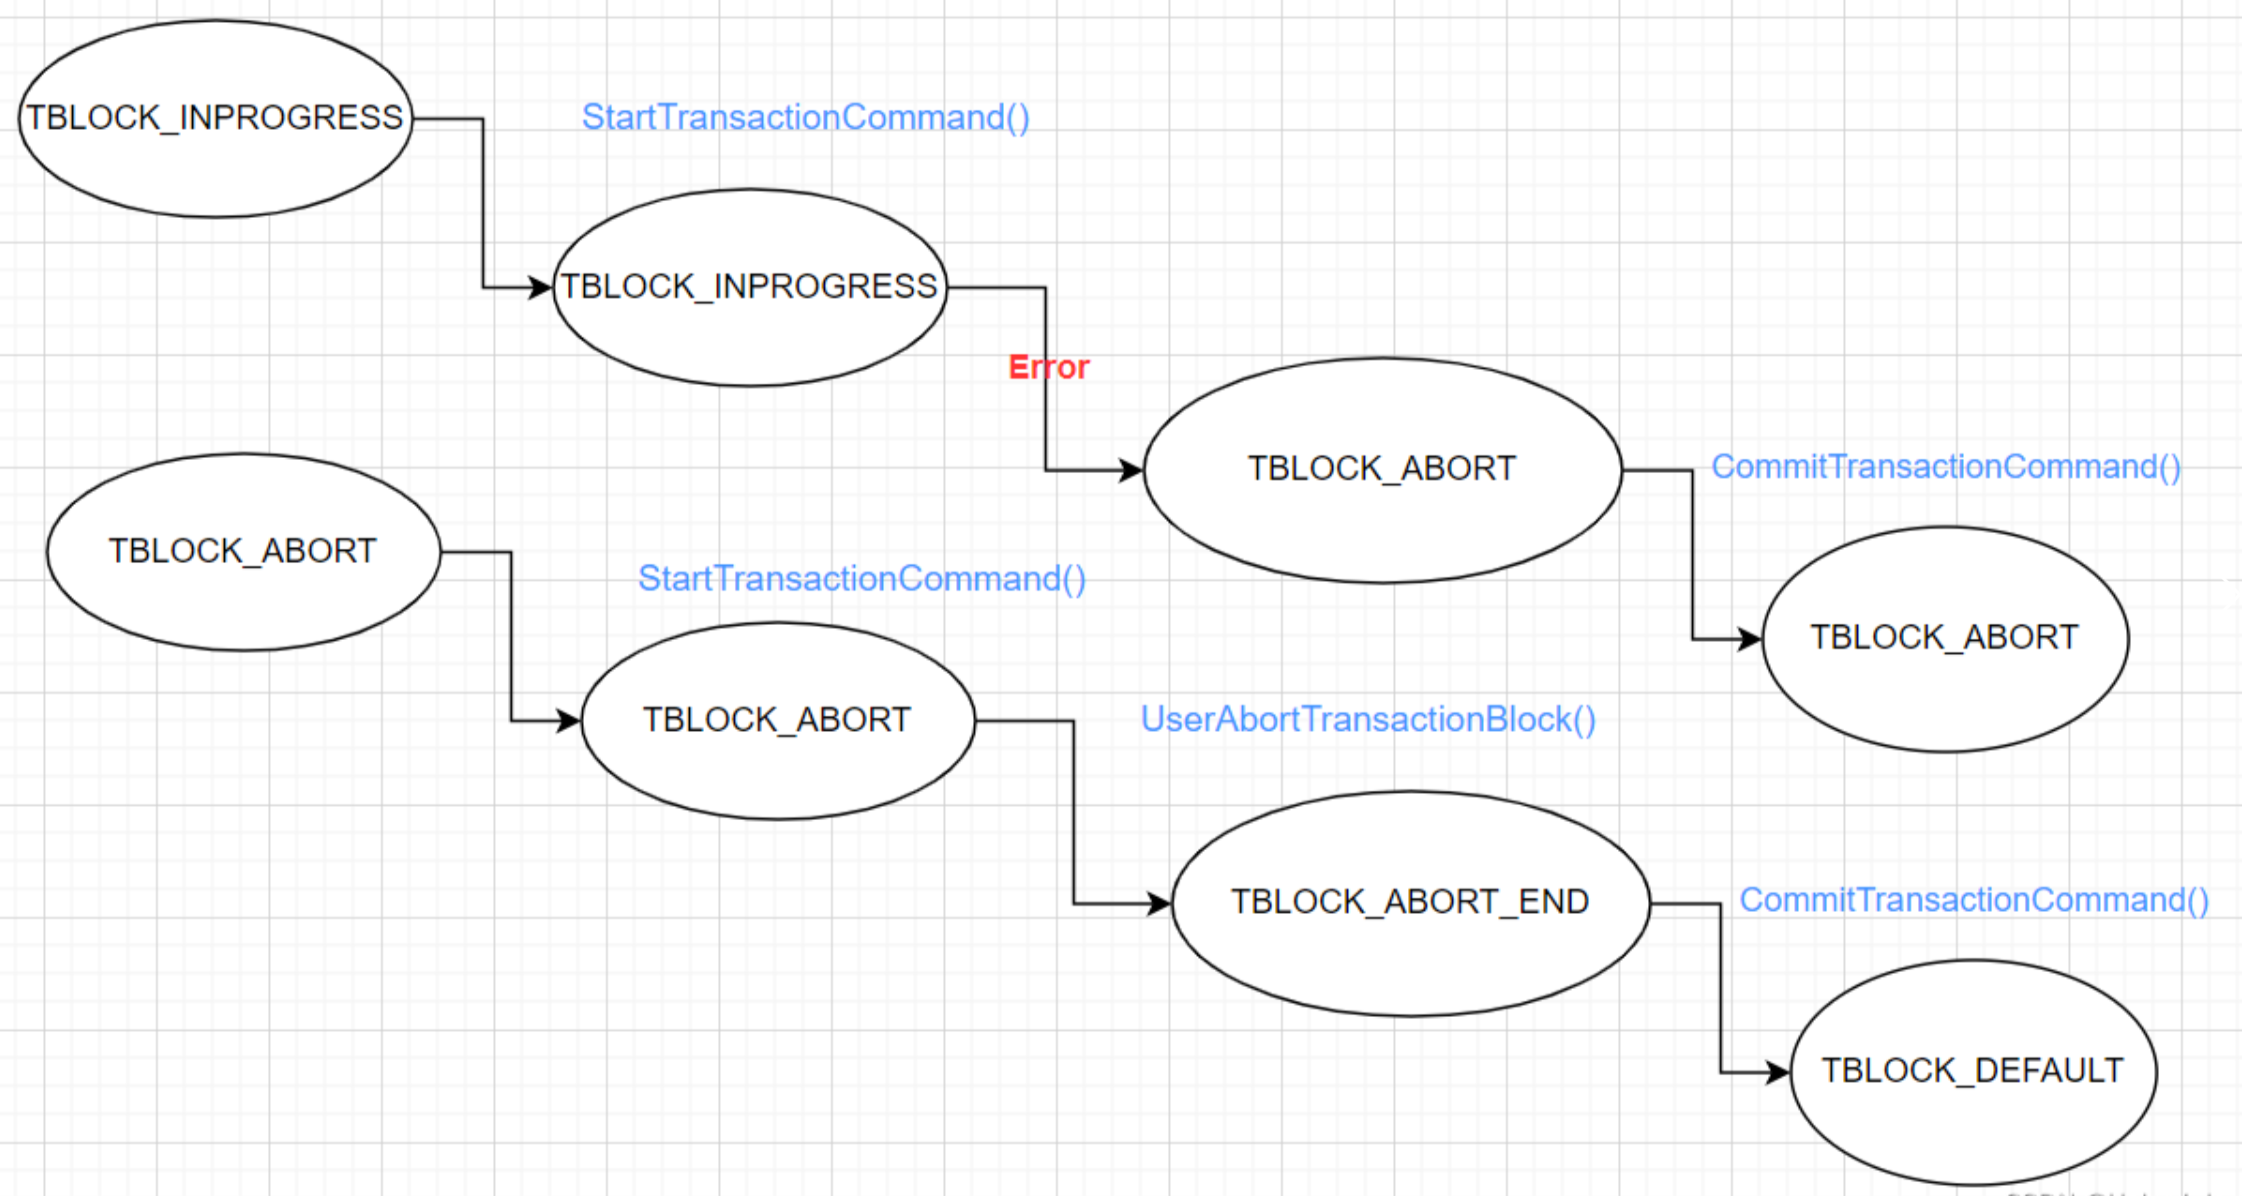 TBLOCK_INPROGRESS
StartTransactionCommand()
TBLOCK_INPROGRESS
Error
TBLOCK_ABORT
CommitTransactionCommand()
TBLOCK_ABORT
TBLOCK_ABORT
StartTransactionCommand()
TBLOCK_ABORT
UserAbortTransactionBlock()
TBLOCK_ABORT_END
CommitTransactionCommand()
TBLOCK_DEFAULT